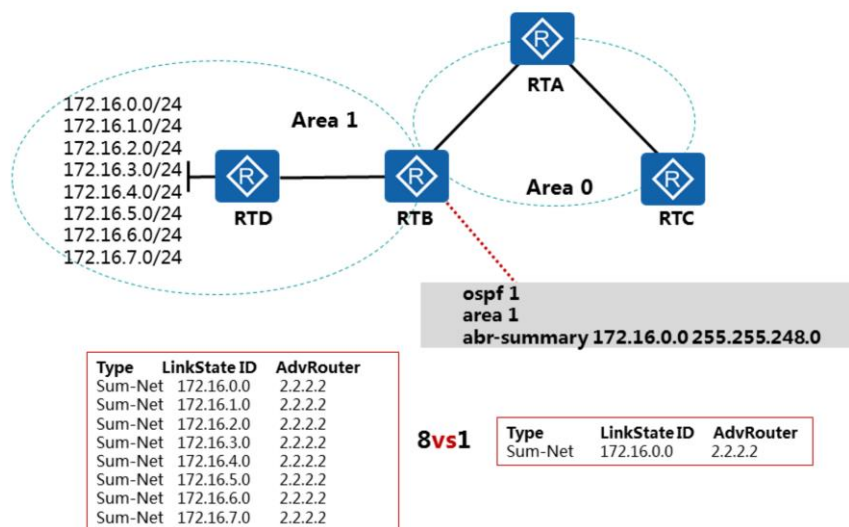 R
RTA
172.16.0.0/24
172.16.1.0/24
172.16.2.0/24
172.16.3.0/24
172.16.4.0/24
172.16.5.0/24
172.16.6.0/24
172.16.7.0/24
Area 1
R
RTD
R
RTB
Area 0
R
RTC
ospf 1
area 1
abr-summary 172.16.0.0 255.255.248.0
Type LinkState ID AdvRouter
Sum-Net 172.16.0.0 2.2.2.2
Sum-Net 172.16.1.0 2.2.2.2
Sum-Net 172.16.2.0 2.2.2.2
Sum-Net 172.16.3.0 2.2.2.2
Sum-Net 172.16.4.0 2.2.2.2
Sum-Net 172.16.5.0 2.2.2.2
Sum-Net 172.16.6.0 2.2.2.2
Sum-Net 172.16.7.0 2.2.2.2
8vs1
Type LinkState ID AdvRouter
Sum-Net 172.16.0.0 2.2.2.2